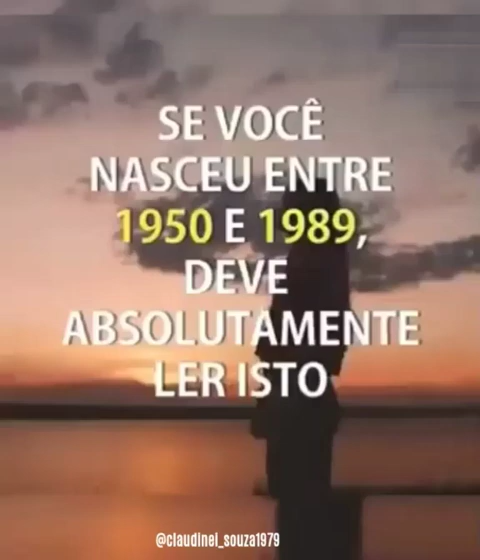 SE VOCÊ
NASCEU ENTRE
1950 E 1989,
DEVE
ABSOLUTAMENTE
LER ISTO
@claudinei_souza1979